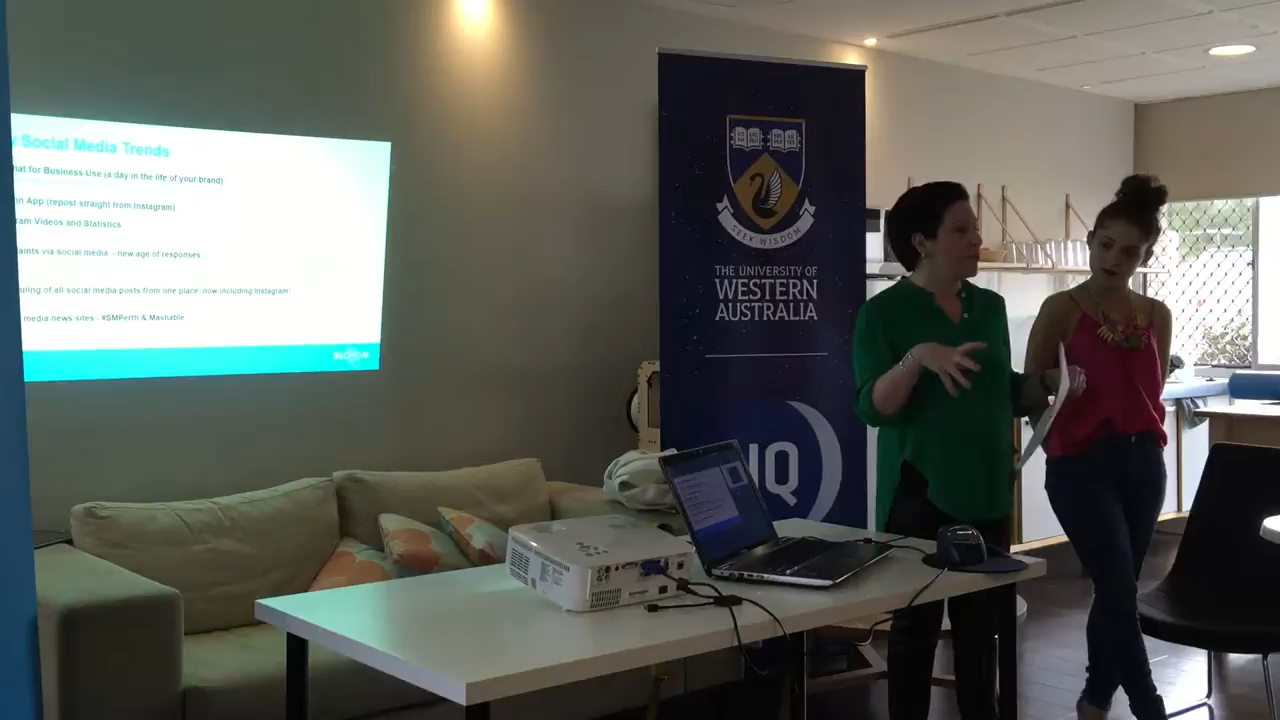 Social Media Trends
hat for Business Use (a day in the life of your brand)
App (repost straight from Instagram)
ram Videos and Statistics
aints via social media - new age of responses
uling of all social media posts from one place: now including Instagram!
media news sites - #SMPerth & Mashable
SEEK WISDOM
THE UNIVERSITY OF
WESTERN
AUSTRALIA
IQ